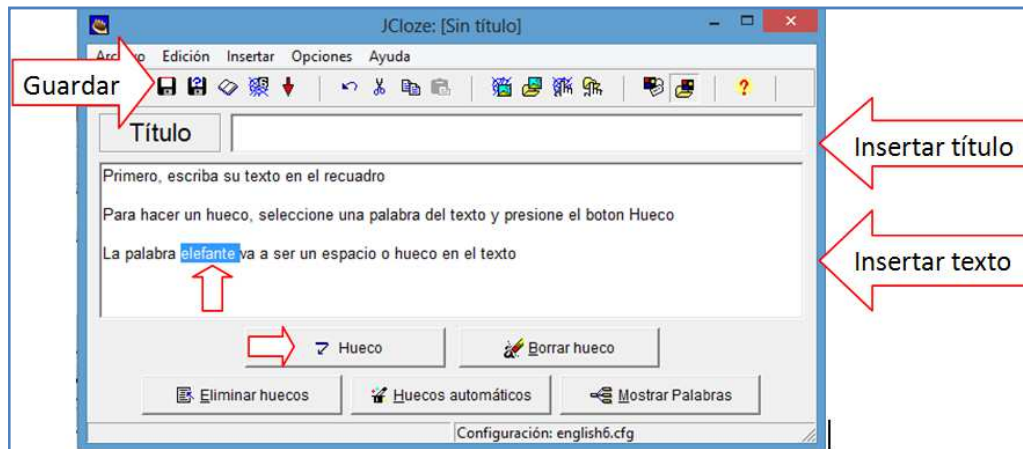 JCloze: [Sin título]
Edición Insertar Opciones Ayuda
Guardar
Título
Insertar título
Primero, escriba su texto en el recuadro
Para hacer un hueco, seleccione una palabra del texto y presione el boton Hueco
La palabra elefante va a ser un espacio o hueco en el texto
Insertar texto
Hueco Borrar hueco
Eliminar huecos Huecos automáticos Mostrar Palabras
Configuración: english6.cfg